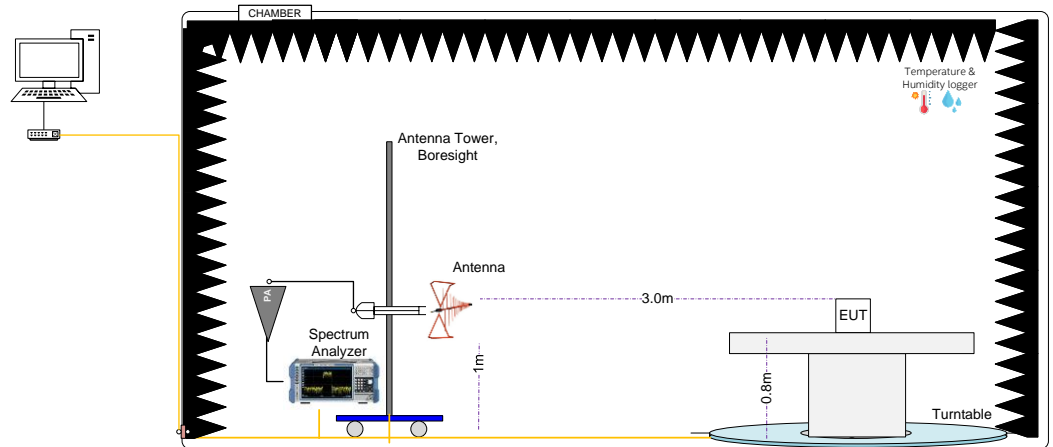 CHAMBER
Temperature &
Humidity logger
Antenna Tower,
Boresight
Antenna
PA
3.0m
EUT
Spectrum
Analyzer
1m
0.8m
Turntable